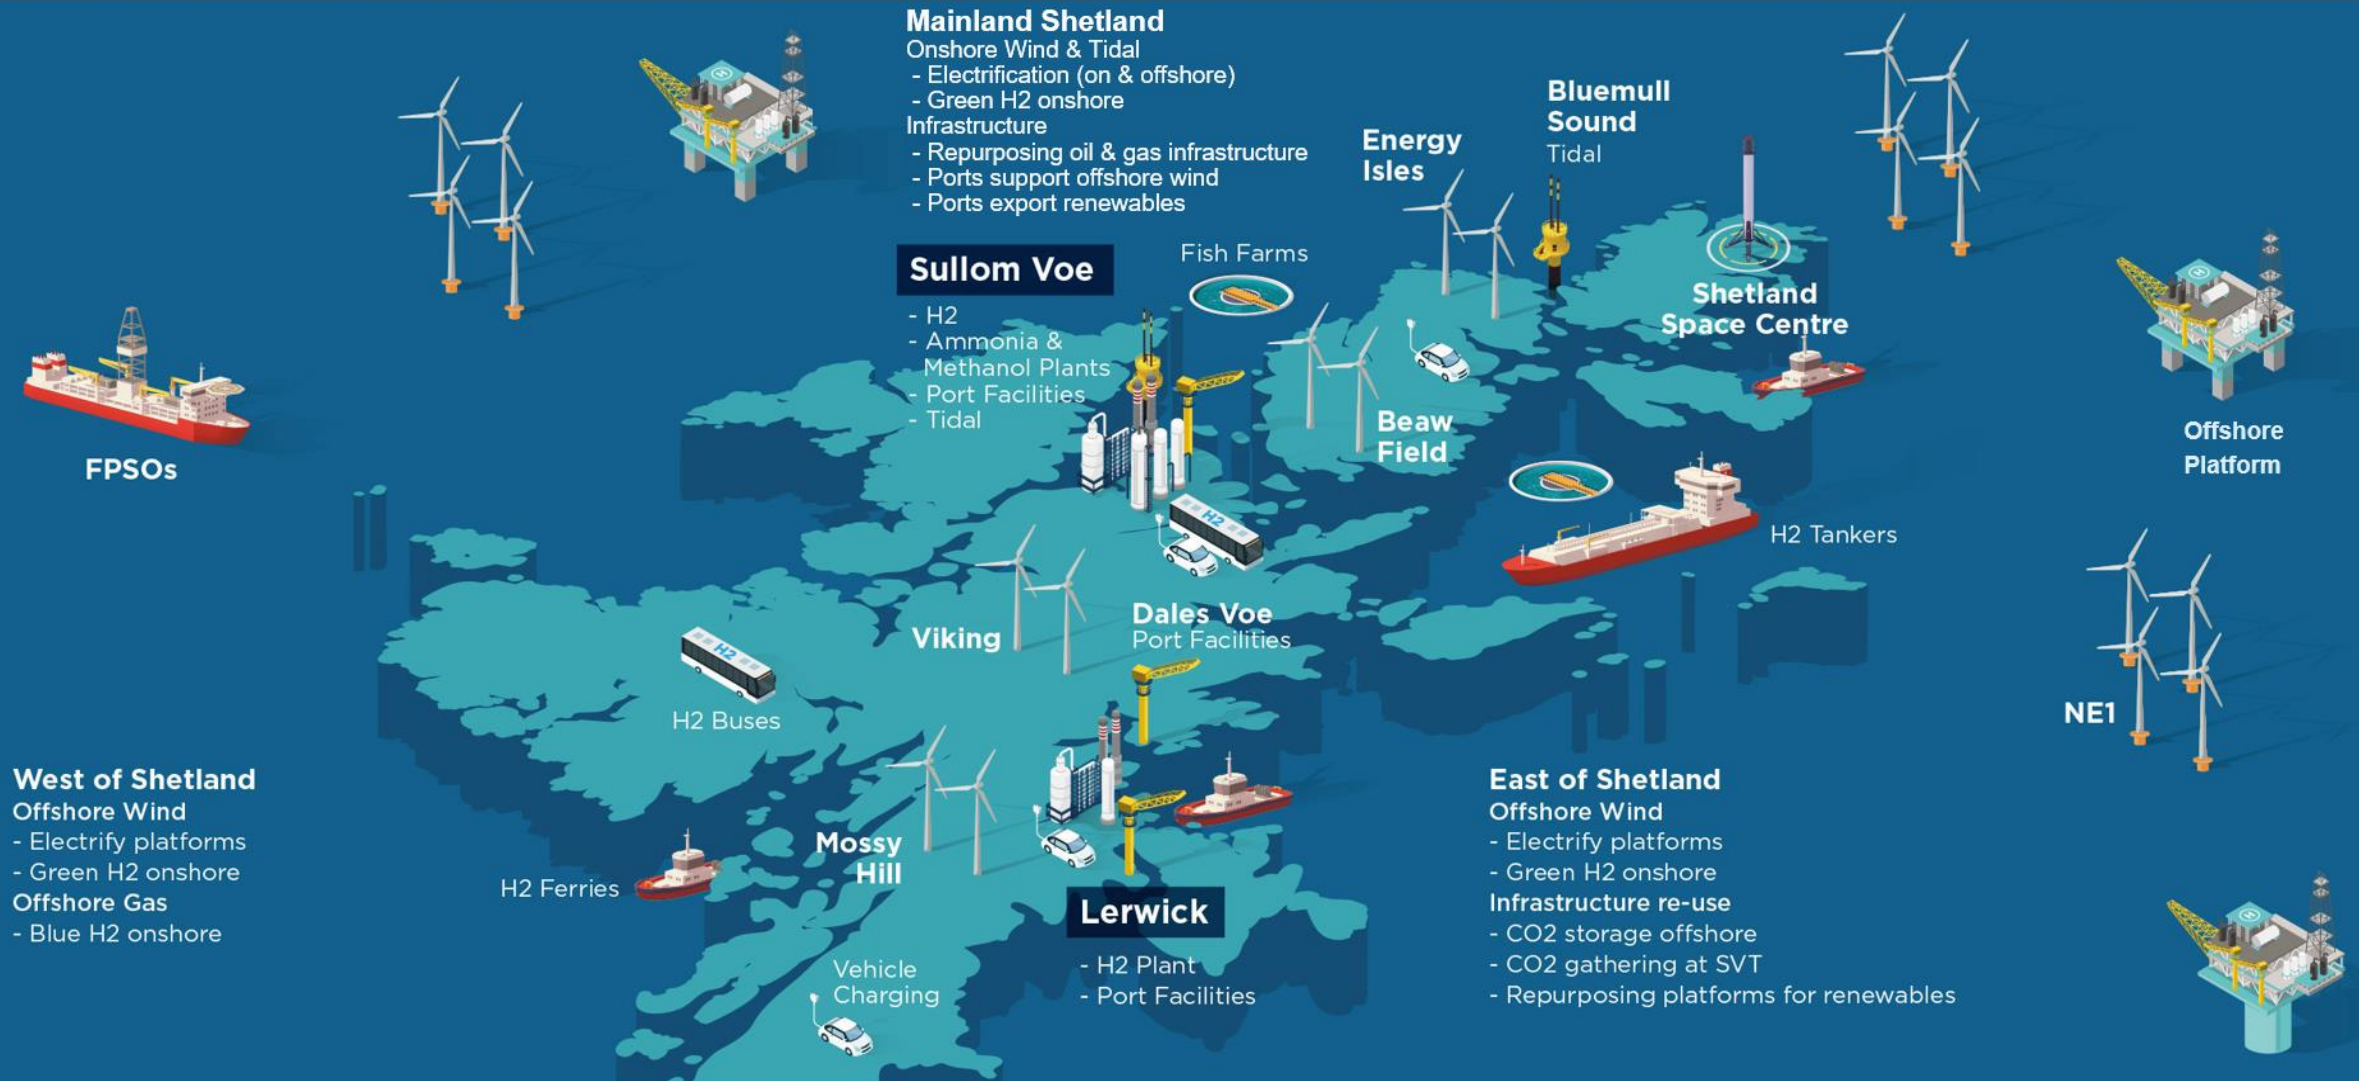 Mainland Shetland
Onshore Wind & Tidal
- Electrification (on & offshore)
- Green H2 onshore
Infrastructure
- Repurposing oil & gas infrastructure
- Ports support offshore wind
- Ports export renewables
Bluemull
Sound
Tidal
Energy
Isles
Sullom Voe
- H2
- Ammonia &
Methanol Plants
- Port Facilities
- Tidal
Fish Farms
Shetland
Space Centre
Beaw
Field
Offshore
Platform
FPSOs
H2
H2 Tankers
Viking
Dales Voe
Port Facilities
H2
H2 Buses
NE1
West of Shetland
Offshore Wind
- Electrify platforms
- Green H2 onshore
Offshore Gas
- Blue H2 onshore
H2 Ferries
Mossy
Hill
Lerwick
- H2 Plant
- Port Facilities
Vehicle
Charging
East of Shetland
Offshore Wind
- Electrify platforms
- Green H2 onshore
Infrastructure re-use
- CO2 storage offshore
- CO2 gathering at SVT
- Repurposing platforms for renewables
H
H
H